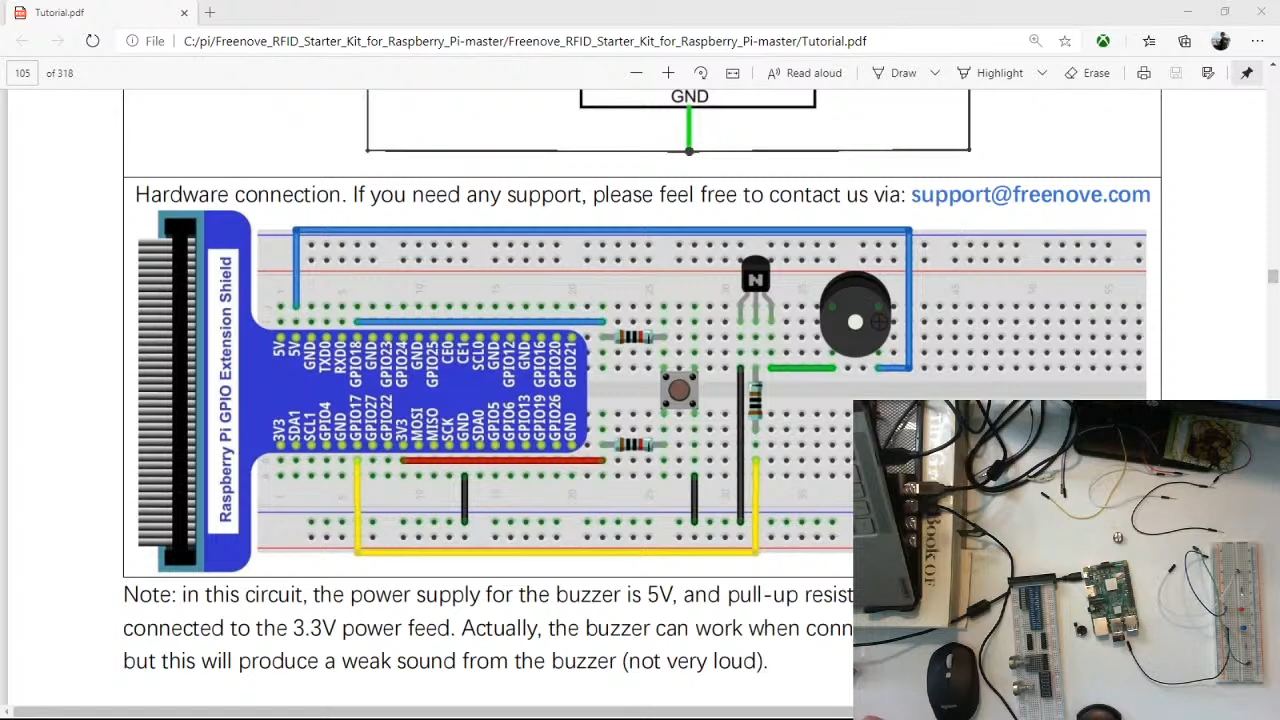 Tutorial.pdf
File
C:/pi/Freenove_RFID_Starter_Kit_for_Raspberry_Pi-master/Freenove_RFID_Starter_Kit_for_Raspberry_Pi-master/Tutorial.pdf
105 of 318
Read aloud
Draw
Highlight
Erase
GND
Hardware connection. If you need any support, please feel free to contact us via: support@freenove.com
Raspberry Pi GPIO Extension Shield
5V 5V GND TXD0 RXD0 GPIO18 GND GPIO23 GPIO24 GND GPIO25 CE0 CE1 SCL0 GND GPIO12 GND GPIO16 GPIO20 GPIO21
3V3 SDA1 SCL1 GPIO4 GND GPIO17 GPIO27 GPIO22 3V3 MOSI MISO SCK GND SDA0 GPIO5 GPIO6 GPIO13 GPIO19 GPIO26 GND
N
Note: in this circuit, the power supply for the buzzer is 5V, and pull-up resist
connected to the 3.3V power feed. Actually, the buzzer can work when conn
but this will produce a weak sound from the buzzer (not very loud).
Book OF